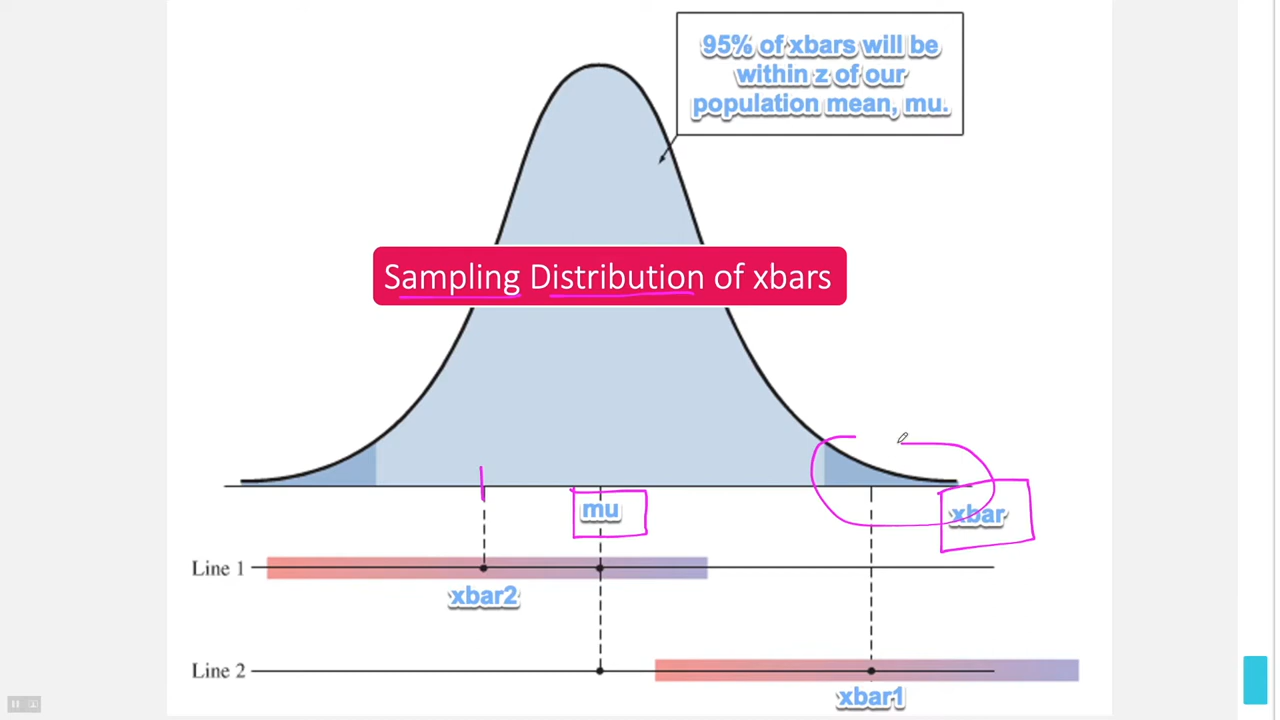 95% of xbars will be
within z of our
population mean, mu.
Sampling Distribution of xbars
mu
xbar
Line 1
xbar2
Line 2
xbar1